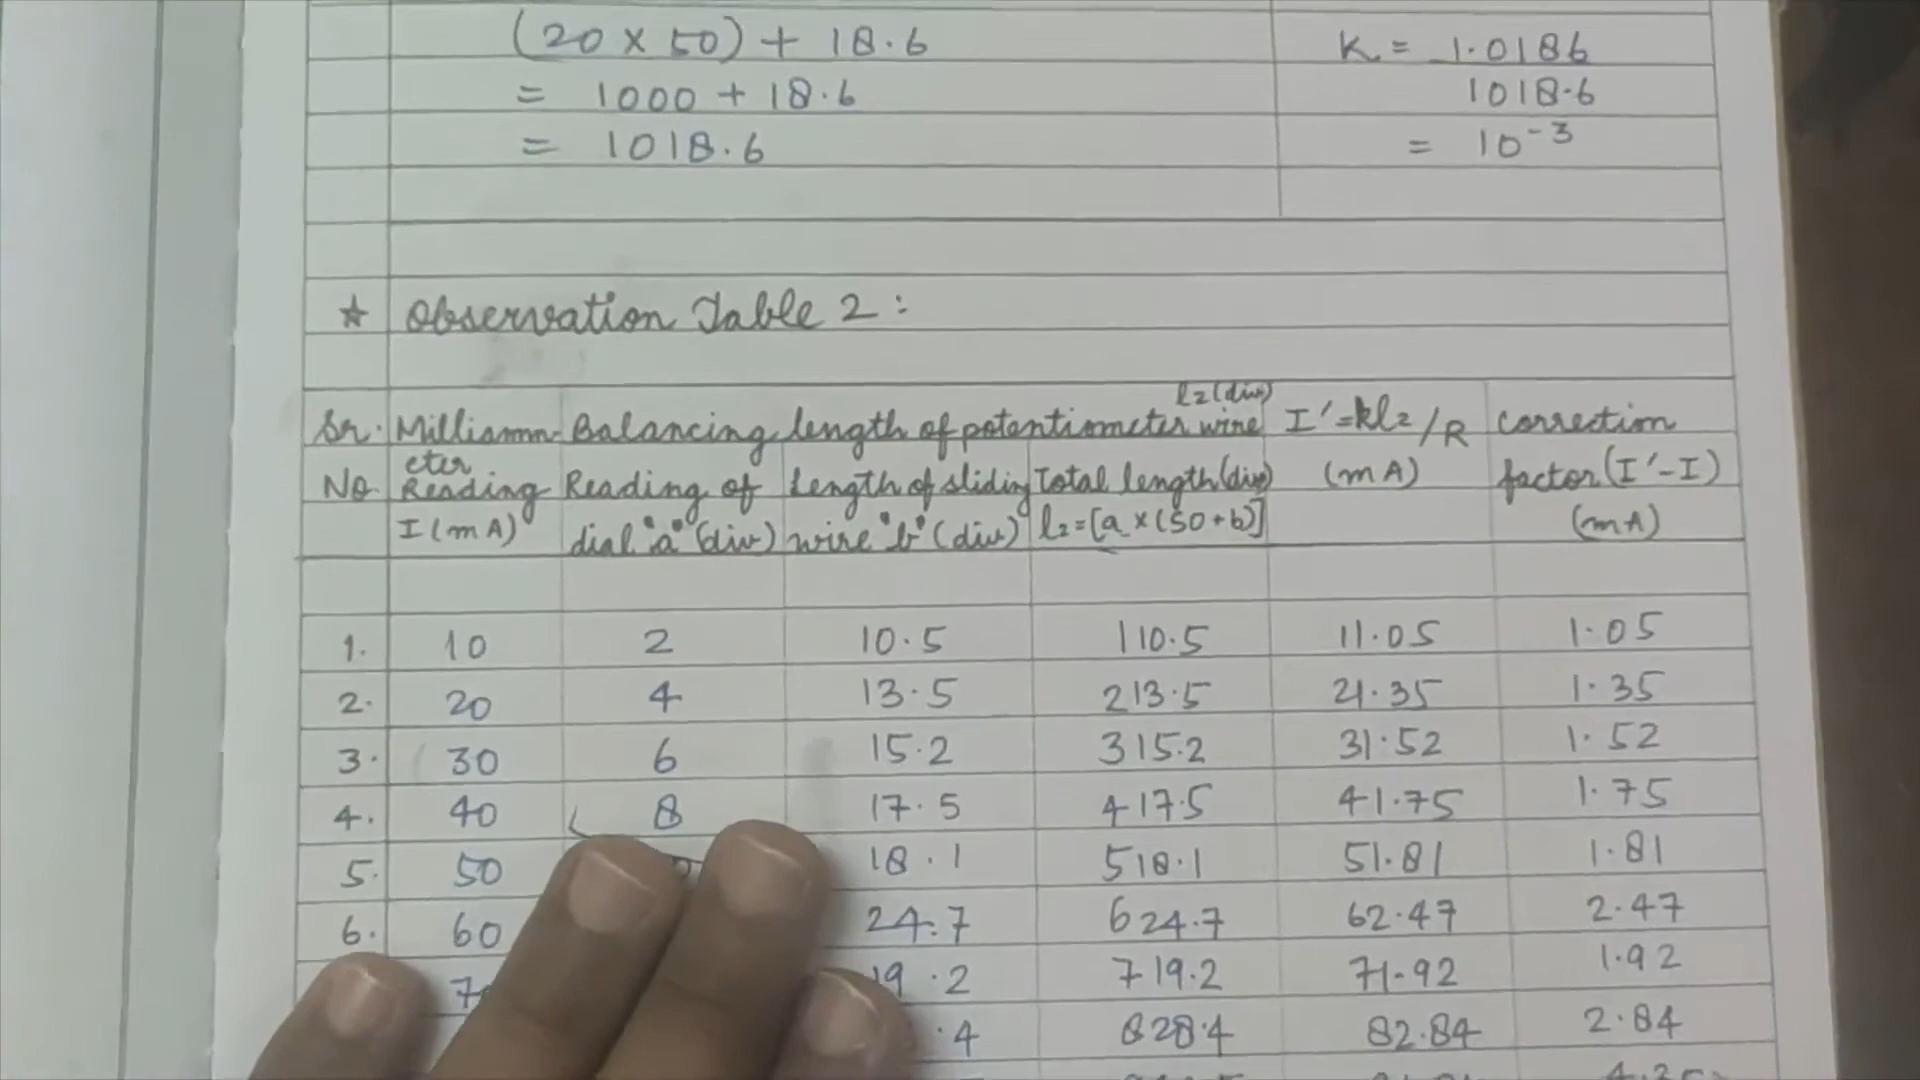 (20 × 50) + 18.6
= 1000 + 18.6
= 1018.6
K = 1.0186
1018.6
= 10⁻³
☆ Observation Table 2 :
Sr. Milliamm- Balancing length of potentiometer wire l2 (div) I' = kl2/R Correction
No. eter Reading Reading of Length of sliding Total length (div) (mA) factor (I'-I)
I (mA) dial "a" (div) wire "b" (div) l2 = [a × (50 + b)] (mA)
1. 10 2 10.5 110.5 11.05 1.05
2. 20 4 13.5 213.5 21.35 1.35
3. 30 6 15.2 315.2 31.52 1.52
4. 40 8 17.5 417.5 41.75 1.75
5. 50 18.1 518.1 51.81 1.81
6. 60 24.7 624.7 62.47 2.47
19.2 719.2 71.92 1.92
.4 828.4 82.84 2.84